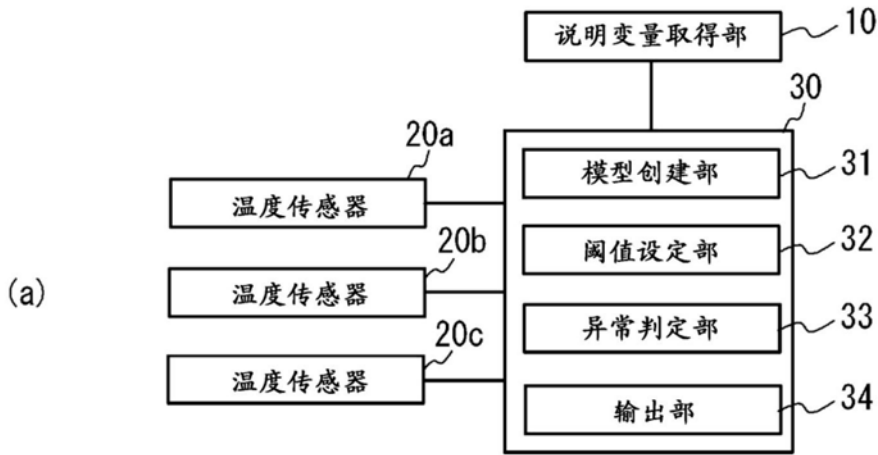 说明变量取得部
10
30
20a
模型创建部
31
温度传感器
20b
阈值设定部
32
(a)
温度传感器
20c
异常判定部
33
温度传感器
输出部
34